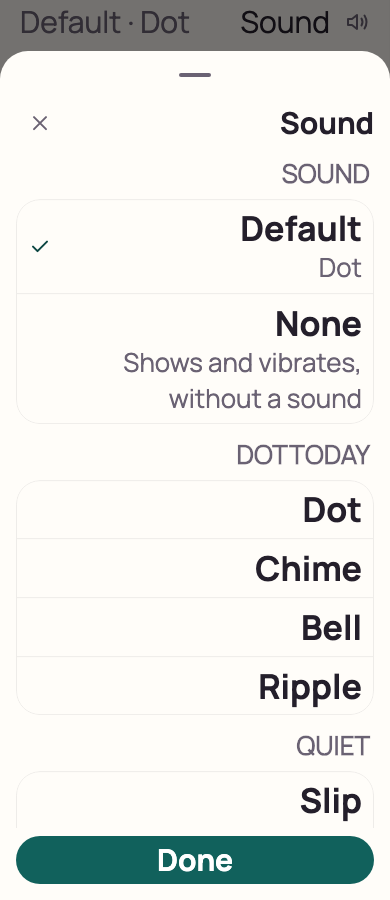 Default · Dot Sound
Sound
SOUND
Default
Dot
None
Shows and vibrates,
without a sound
DOTTODAY
Dot
Chime
Bell
Ripple
QUIET
Slip
Done